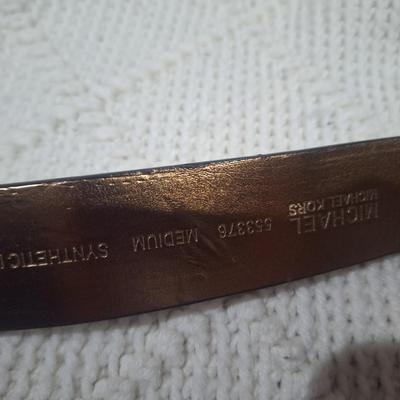 MICHAEL
MICHAEL KORS
553376 MEDIUM SYNTHETIC